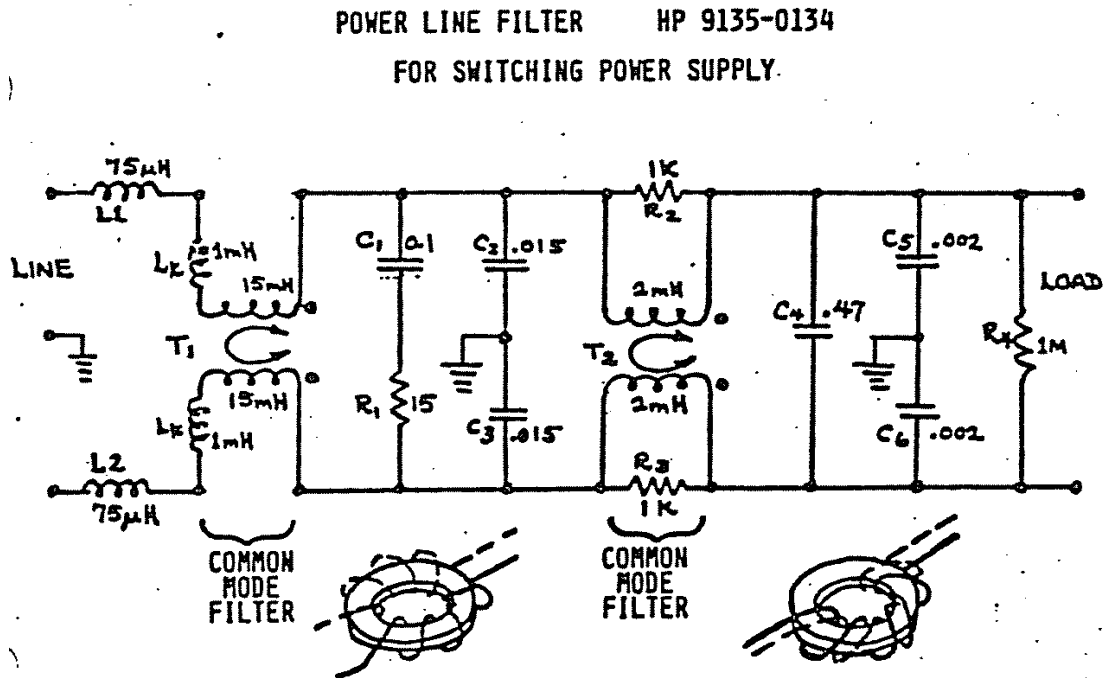 POWER LINE FILTER HP 9135-0134
FOR SWITCHING POWER SUPPLY
75µH
L1
LINE
LK 1mH
15mH
T1
15mH
LK
1mH
L2
75µH
C1 0.1
R1 15
C2 .015
C3 .015
1K
R2
2mH
T2
2mH
R3
1K
C4 .47
C5 .002
C6 .002
LOAD
1M
COMMON
MODE
FILTER
COMMON
MODE
FILTER